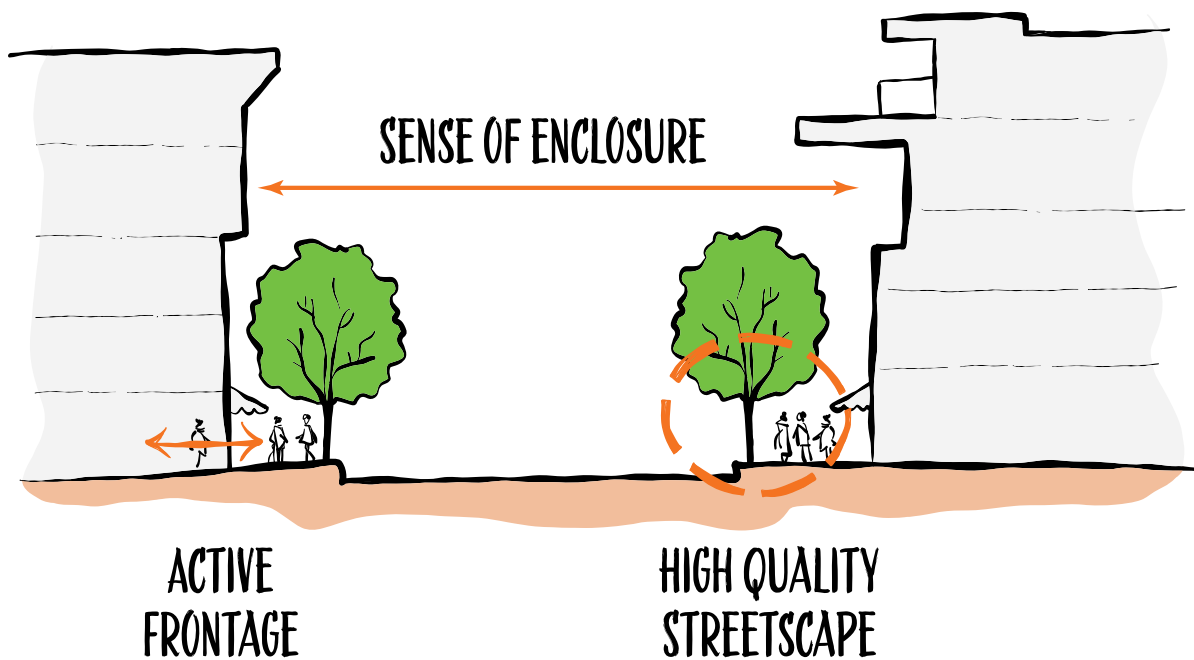 SENSE OF ENCLOSURE
ACTIVE
FRONTAGE
HIGH QUALITY
STREETSCAPE